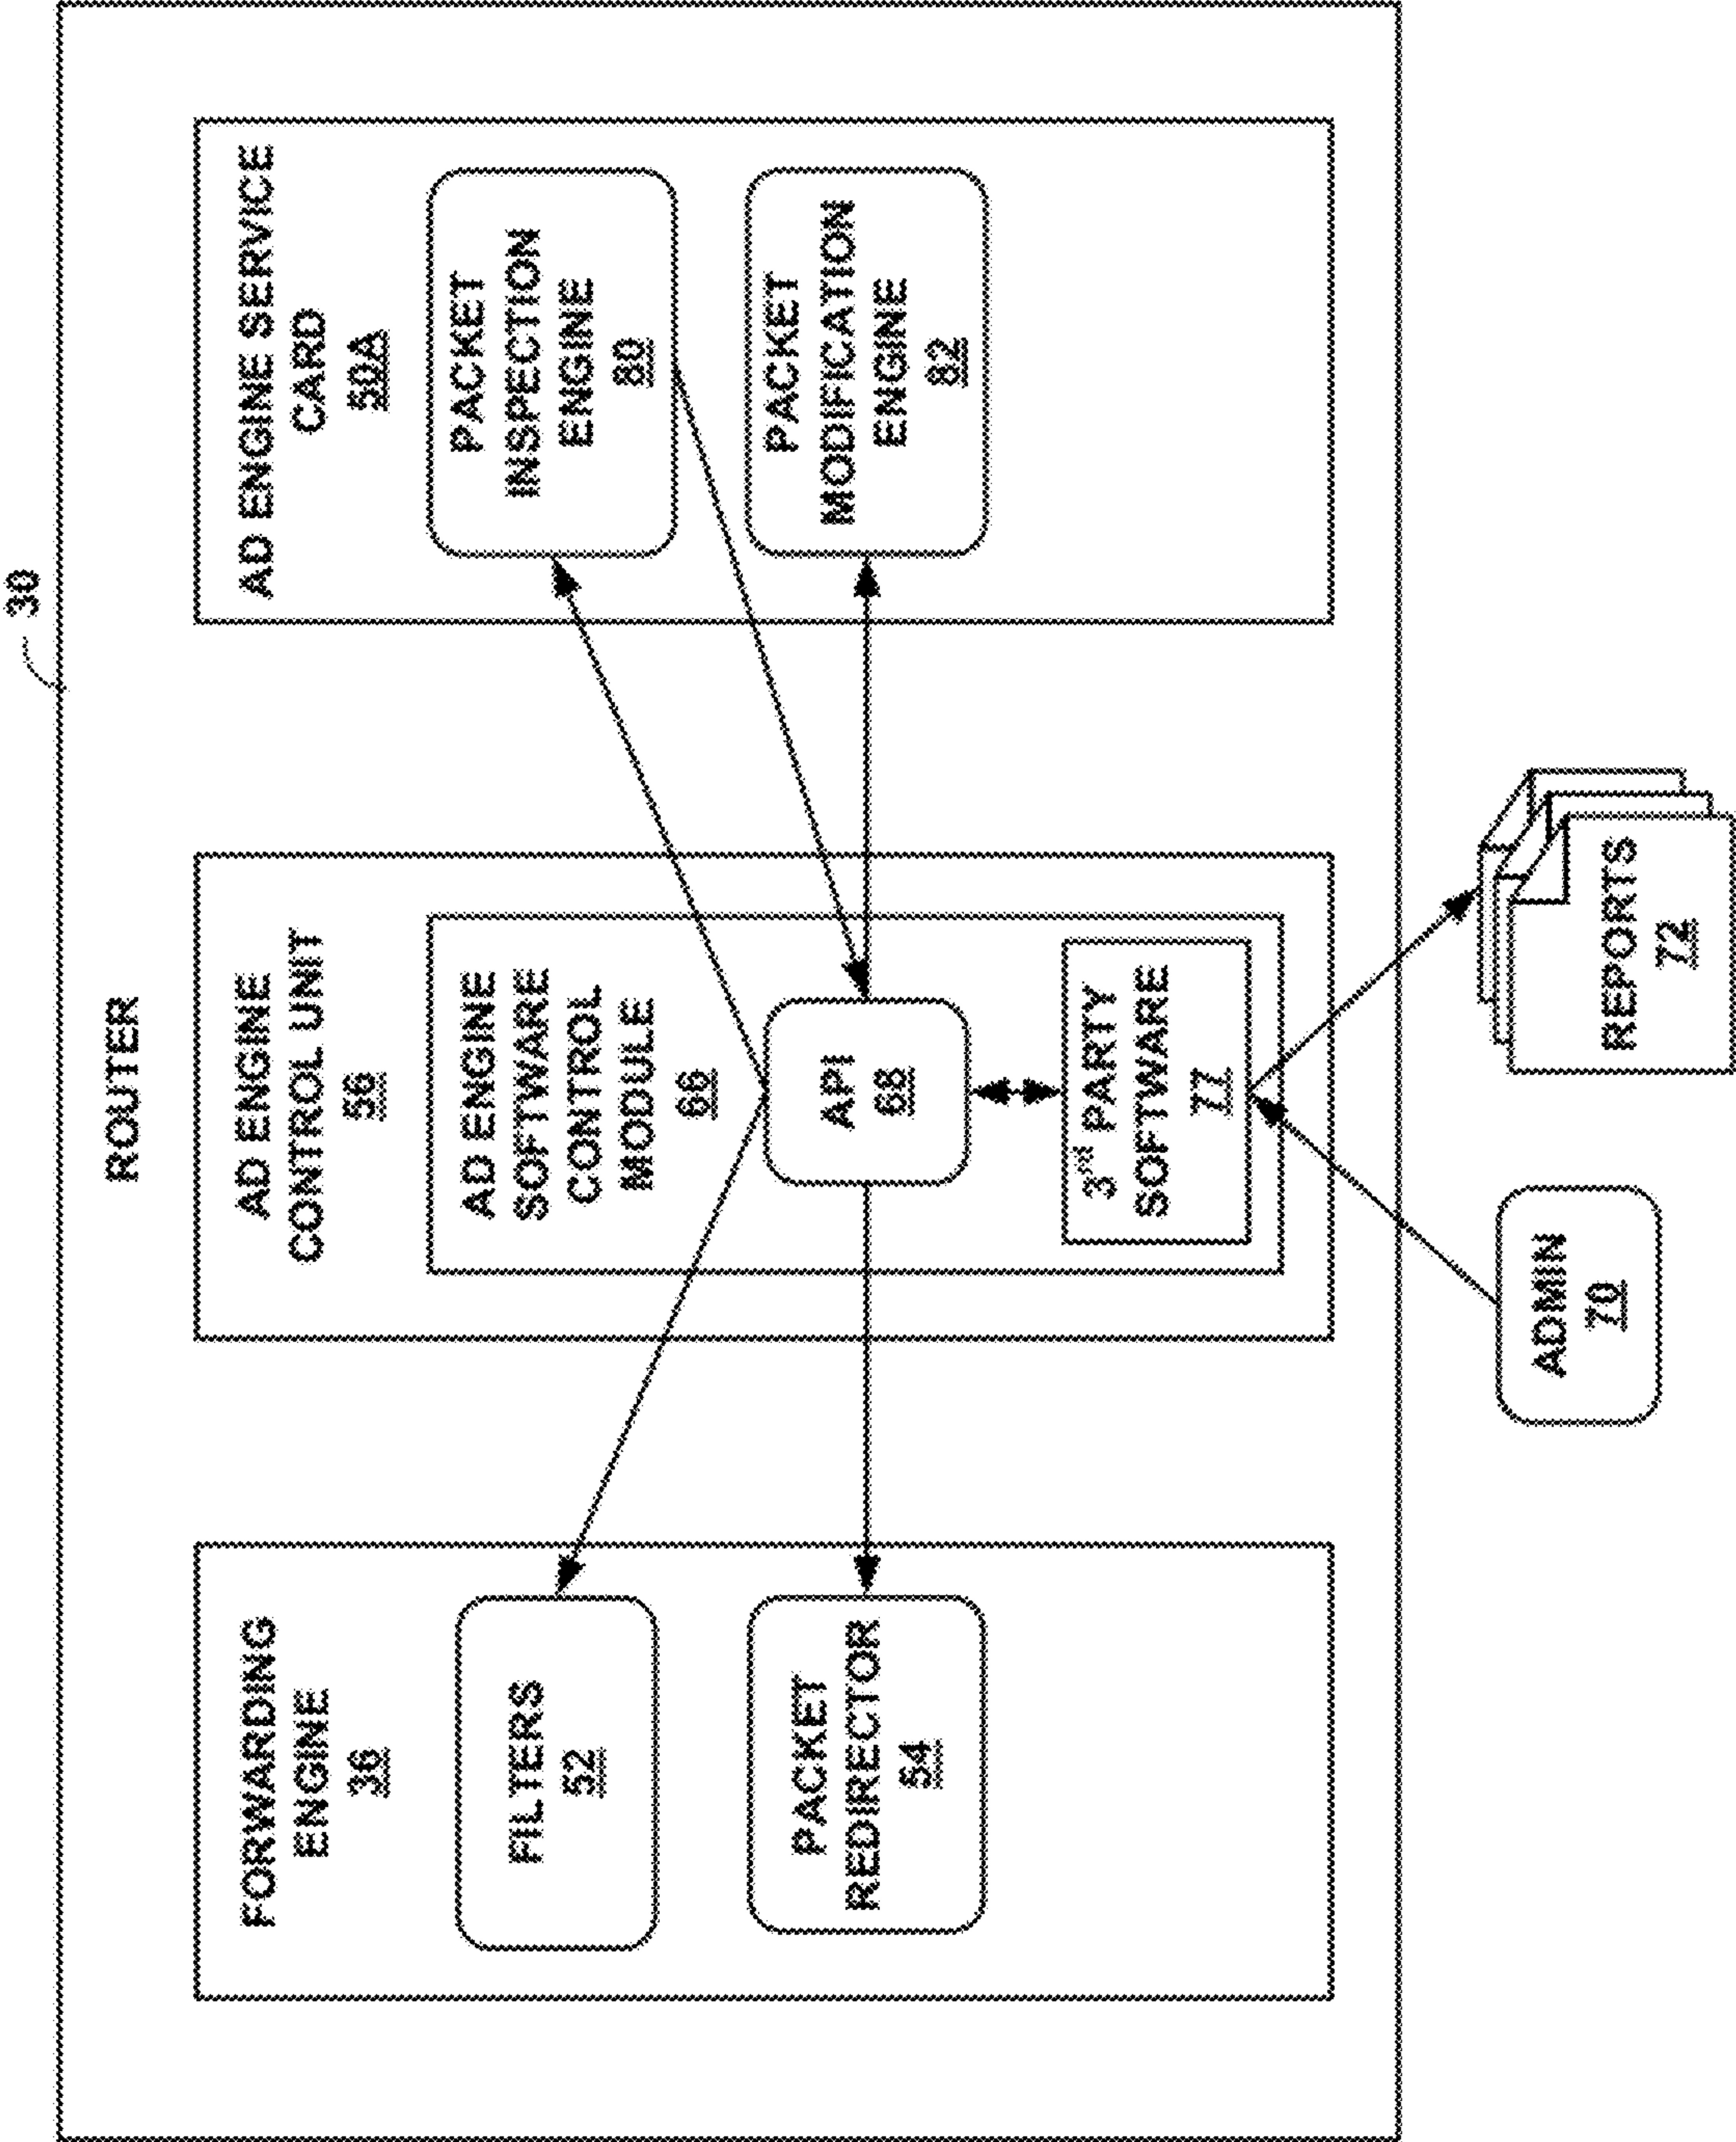 30
ROUTER
FORWARDING
ENGINE
36
FILTERS
52
PACKET
REDIRECTOR
54
AD ENGINE
CONTROL UNIT
56
AD ENGINE
SOFTWARE
CONTROL
MODULE
66
API
68
3rd PARTY
SOFTWARE
77
AD ENGINE SERVICE
CARD
50A
PACKET
INSPECTION
ENGINE
80
PACKET
MODIFICATION
ENGINE
82
ADMIN
70
REPORTS
72